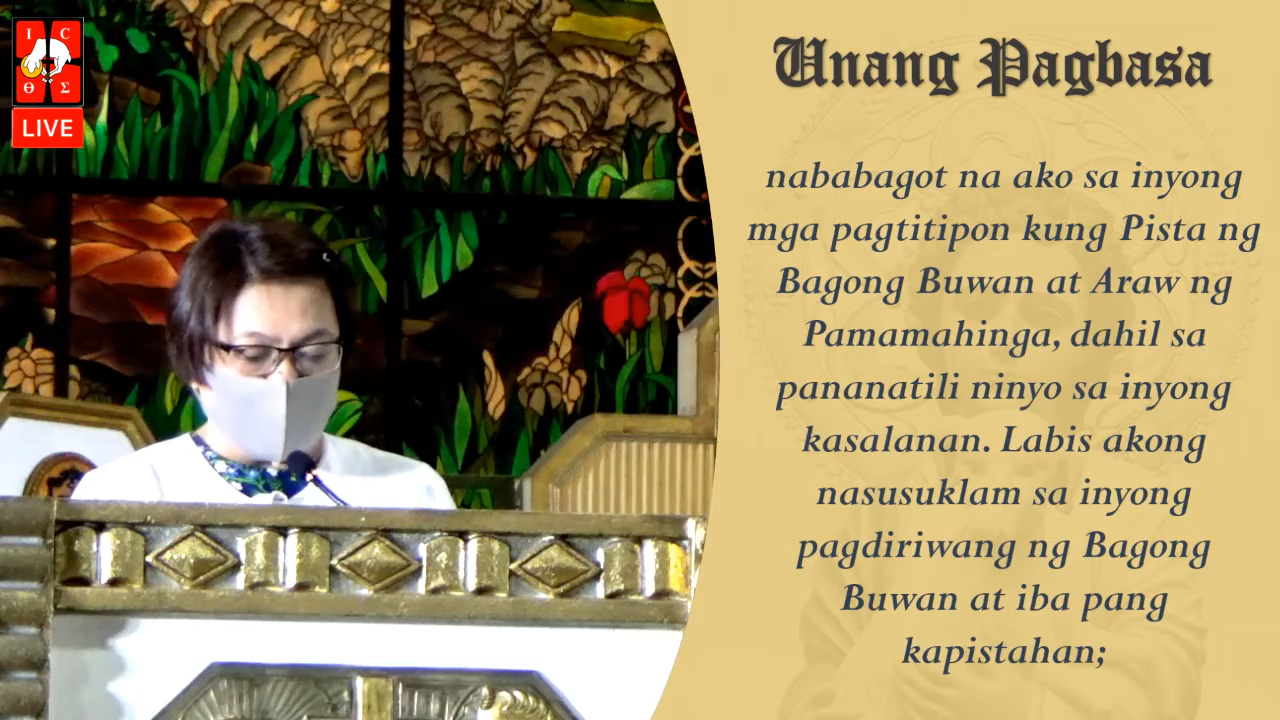 I C
Θ Σ
LIVE
Unang Pagbasa
nababagot na ako sa inyong
mga pagtitipon kung Pista ng
Bagong Buwan at Araw ng
Pamamahinga, dahil sa
pananatili ninyo sa inyong
kasalanan. Labis akong
nasusuklam sa inyong
pagdiriwang ng Bagong
Buwan at iba pang
kapistahan;